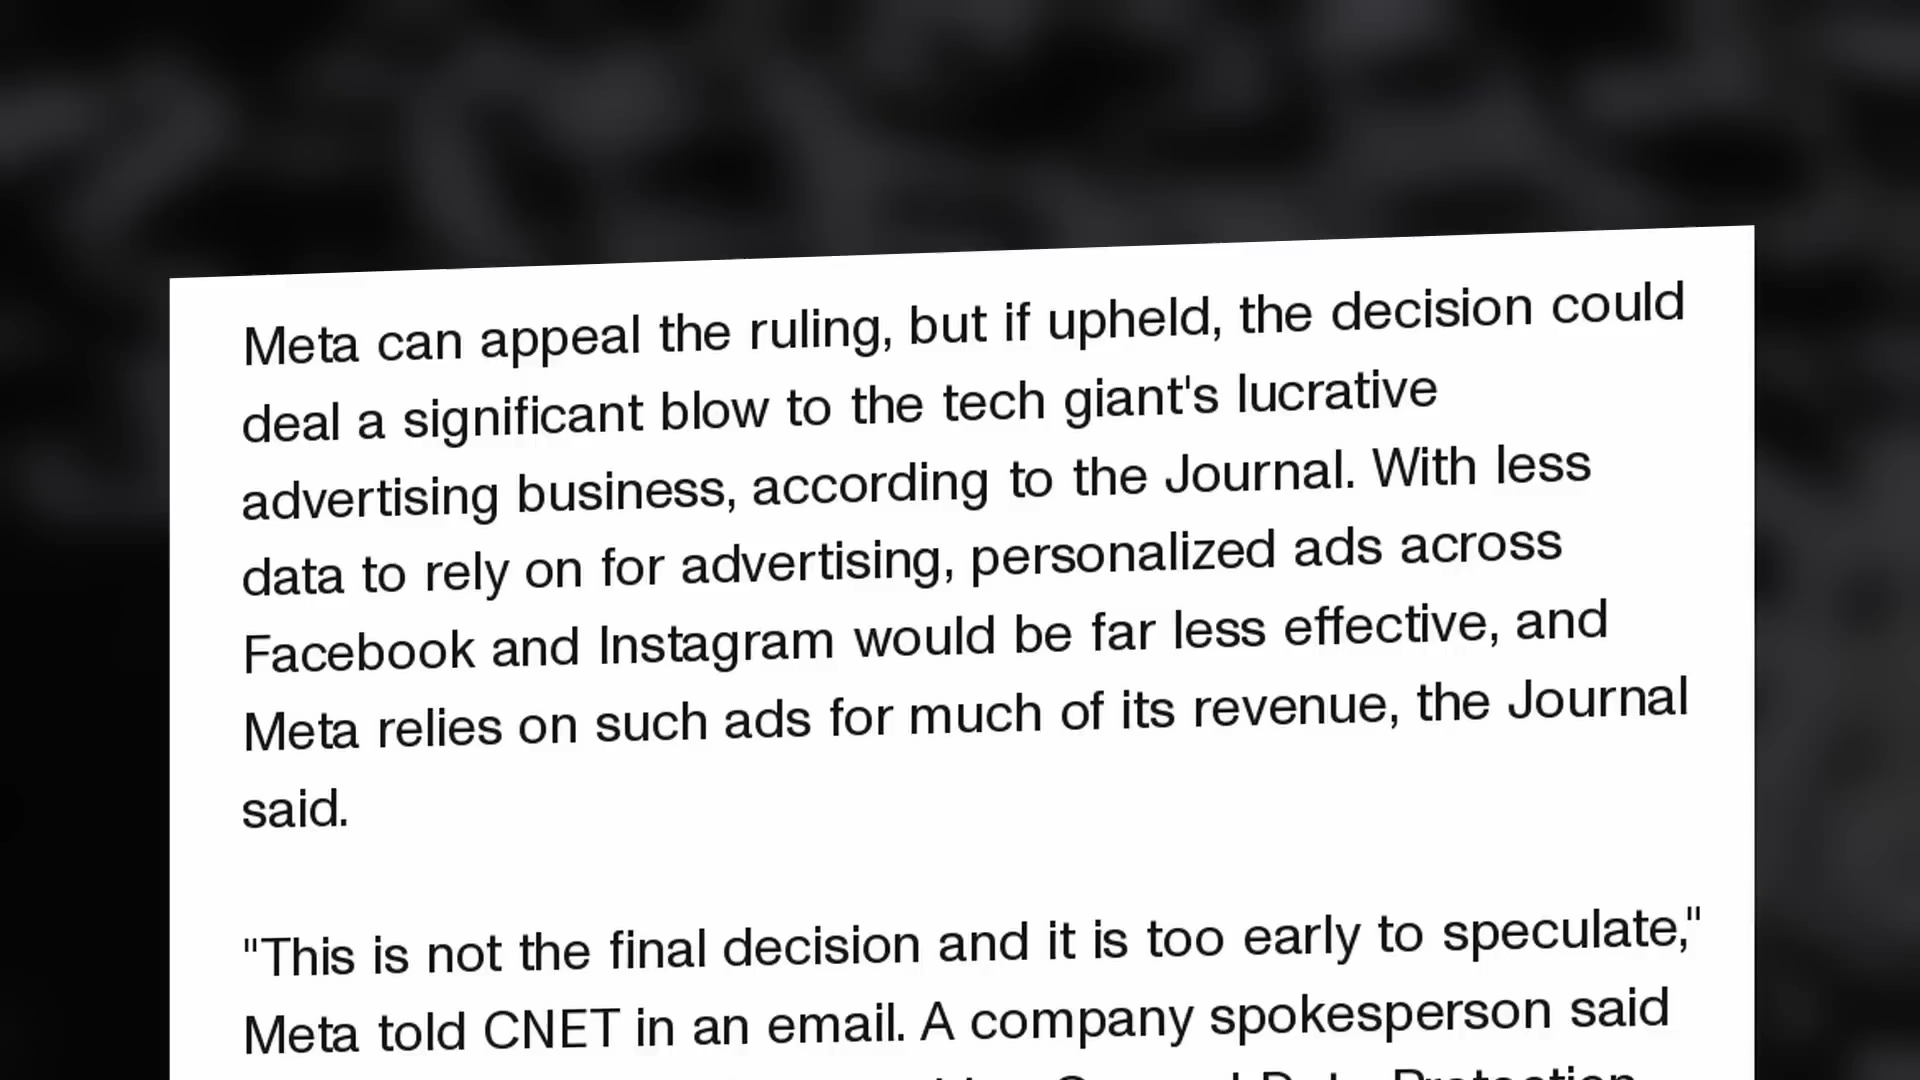 Meta can appeal the ruling, but if upheld, the decision could
deal a significant blow to the tech giant's lucrative
advertising business, according to the Journal. With less
data to rely on for advertising, personalized ads across
Facebook and Instagram would be far less effective, and
Meta relies on such ads for much of its revenue, the Journal
said.
"This is not the final decision and it is too early to speculate,"
Meta told CNET in an email. A company spokesperson said